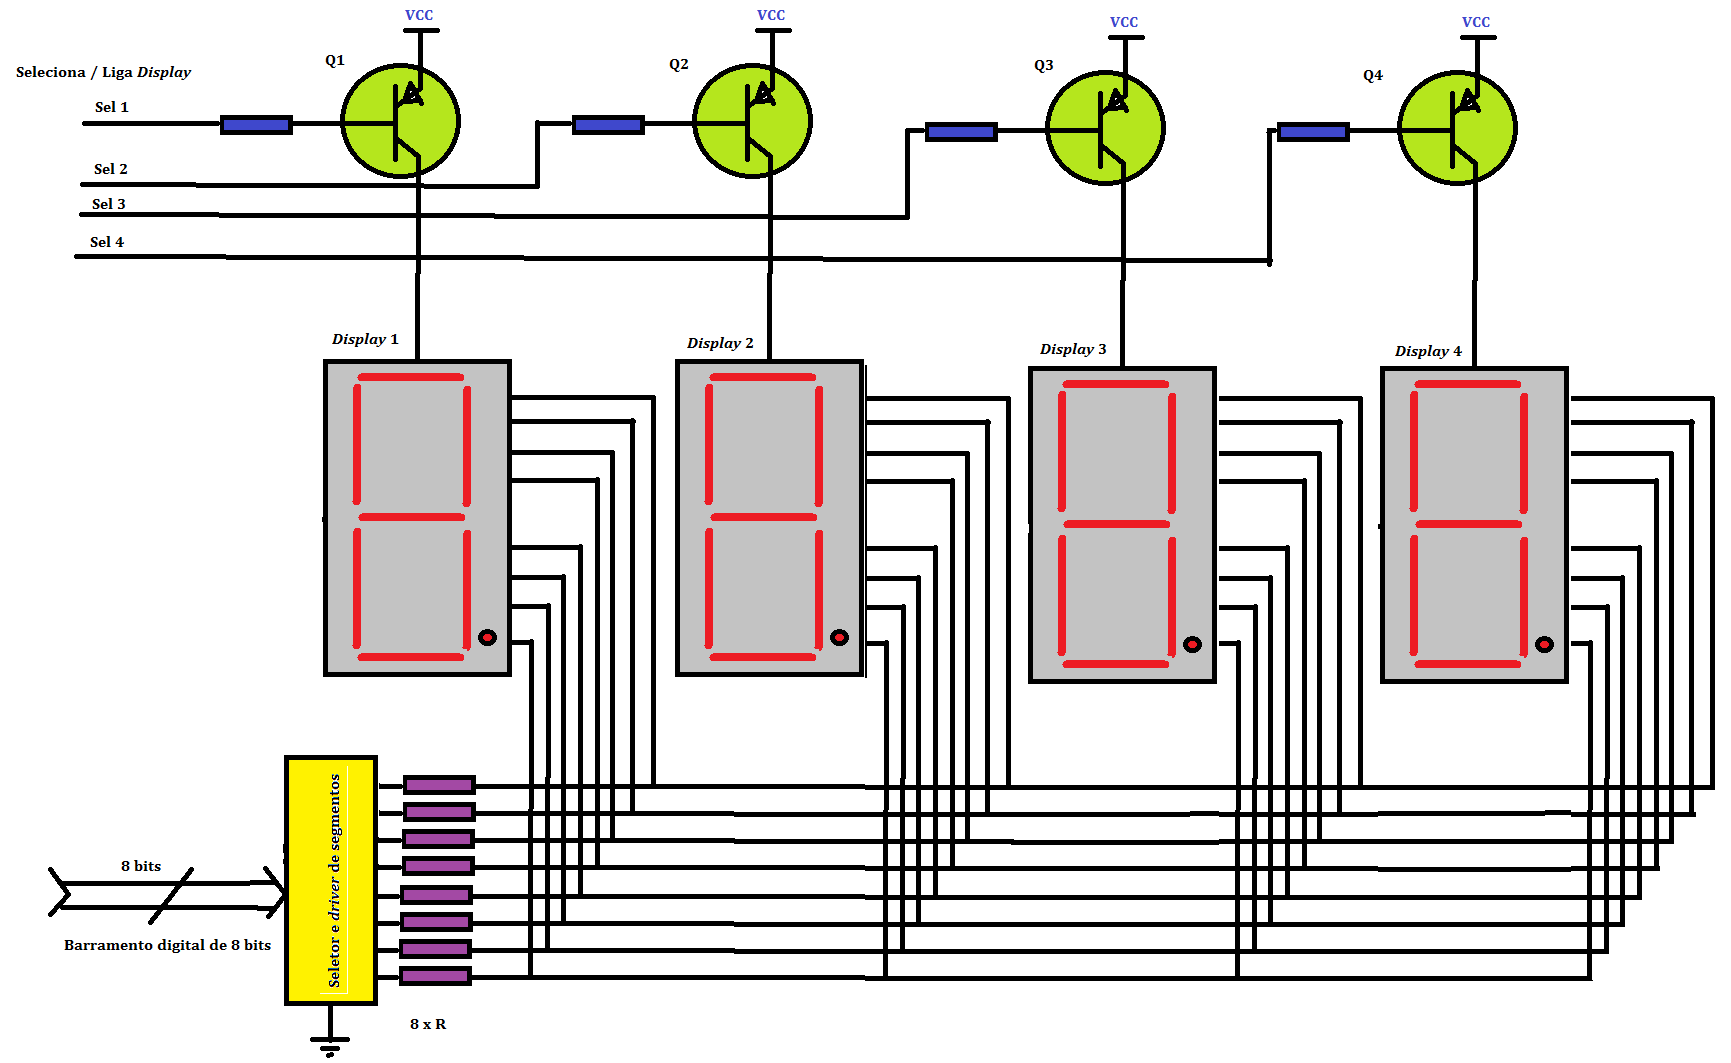 VCC
VCC
VCC
VCC
Q1
Q2
Q3
Q4
Seleciona / Liga Display
Sel 1
Sel 2
Sel 3
Sel 4
Display 1
Display 2
Display 3
Display 4
Seletor e driver de segmentos
8 bits
Barramento digital de 8 bits
8 x R